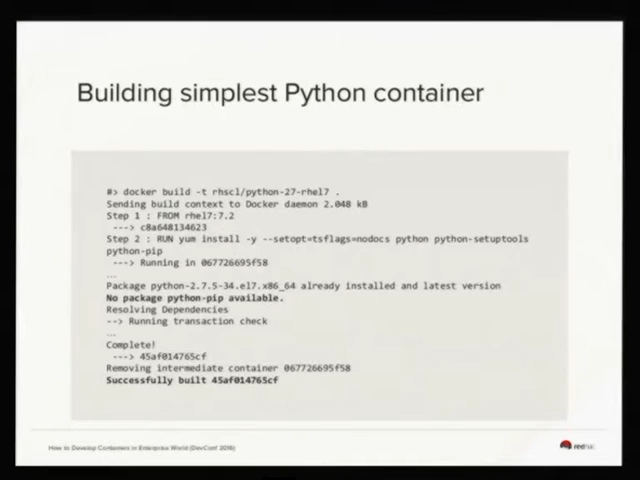 Building simplest Python container
#> docker build -t rhscl/python-27-rhel7 .
Sending build context to Docker daemon 2.048 kB
Step 1 : FROM rhel7:7.2
---> c8a648134623
Step 2 : RUN yum install -y --setopt=tsflags=nodocs python python-setuptools
python-pip
---> Running in 067726695f58
...
Package python-2.7.5-34.el7.x86_64 already installed and latest version
No package python-pip available.
Resolving Dependencies
--> Running transaction check
...
Complete!
---> 45af014765cf
Removing intermediate container 067726695f58
Successfully built 45af014765cf
How to Develop Containers in Enterprise World (DevConf 2016)
redhat